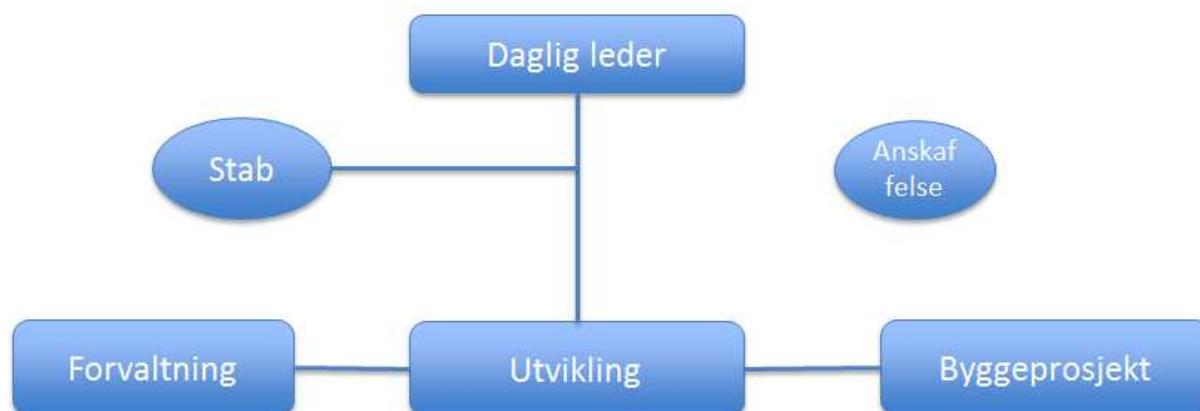 Daglig leder
Stab
Anskaf
felse
Forvaltning
Utvikling
Byggeprosjekt